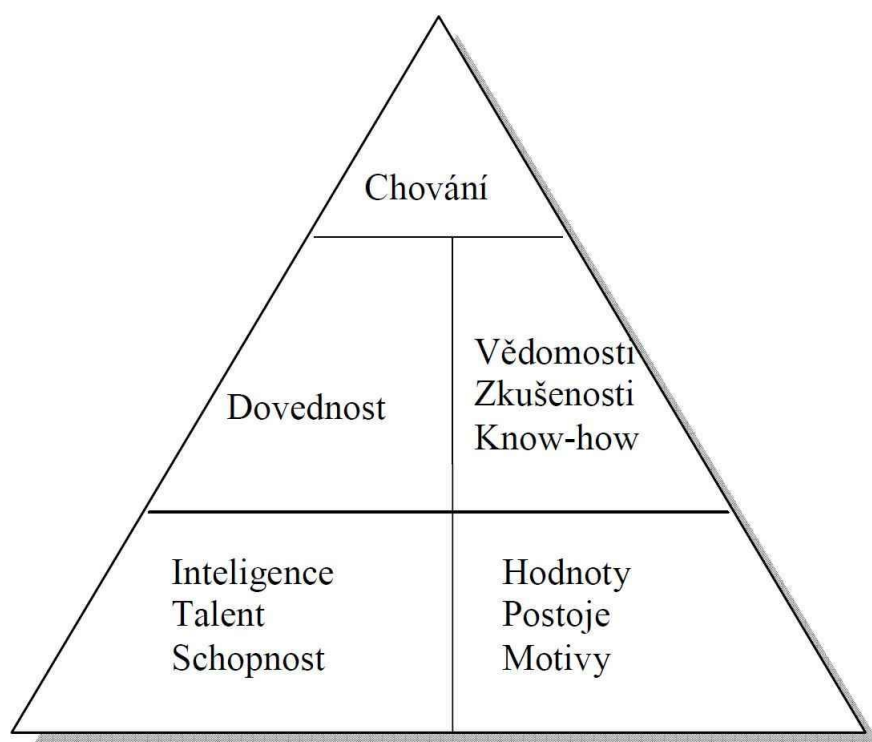 Chování
Dovednost
Vědomosti
Zkušenosti
Know-how
Inteligence
Talent
Schopnost
Hodnoty
Postoje
Motivy